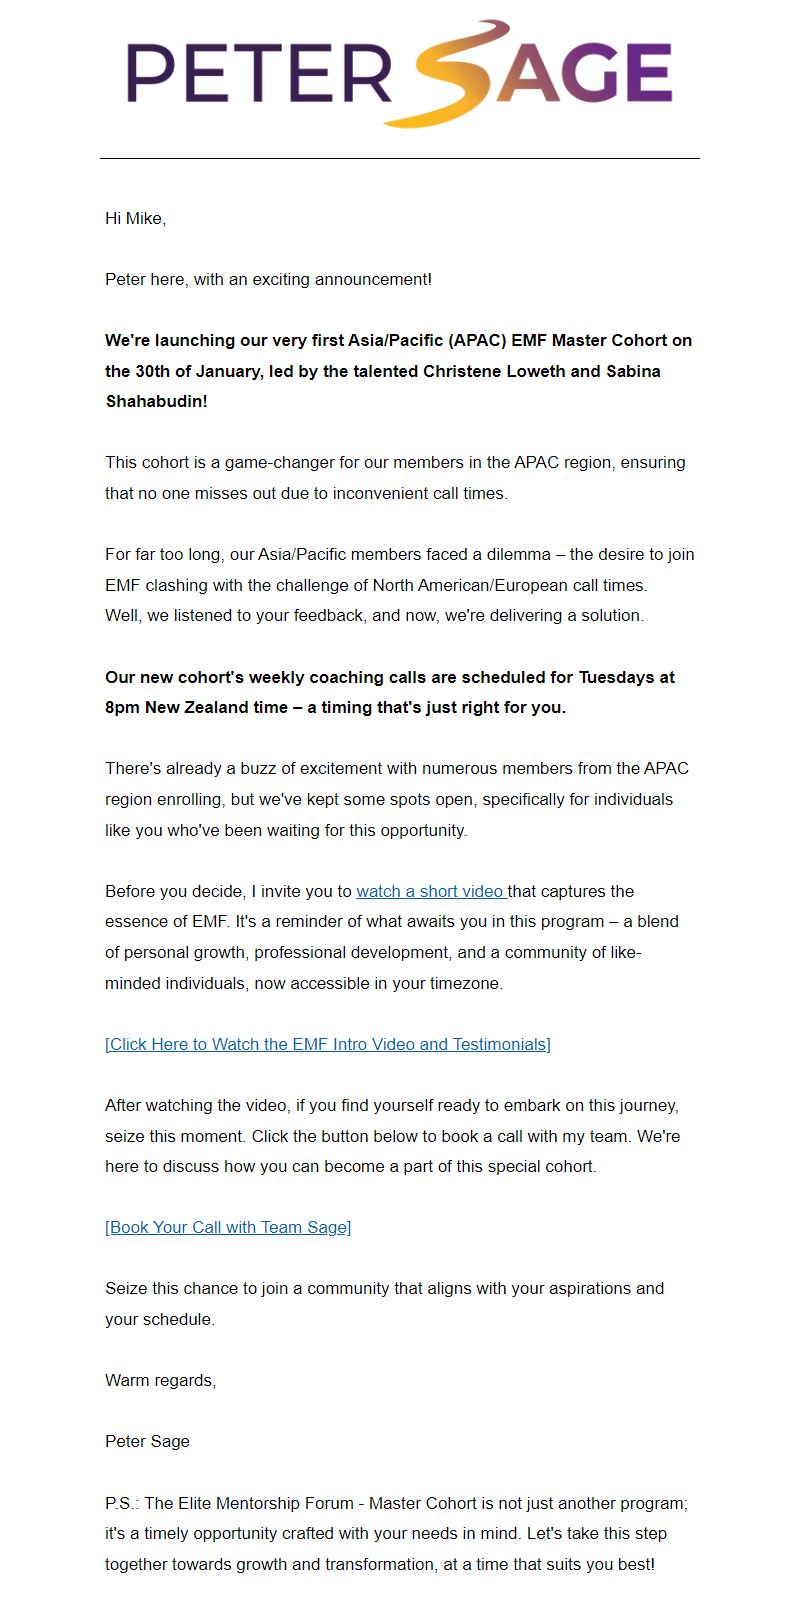 PETER SAGE
Hi Mike,
Peter here, with an exciting announcement!
We're launching our very first Asia/Pacific (APAC) EMF Master Cohort on
the 30th of January, led by the talented Christene Loweth and Sabina
Shahabudin!
This cohort is a game-changer for our members in the APAC region, ensuring
that no one misses out due to inconvenient call times.
For far too long, our Asia/Pacific members faced a dilemma – the desire to join
EMF clashing with the challenge of North American/European call times.
Well, we listened to your feedback, and now, we're delivering a solution.
Our new cohort's weekly coaching calls are scheduled for Tuesdays at
8pm New Zealand time – a timing that's just right for you.
There's already a buzz of excitement with numerous members from the APAC
region enrolling, but we've kept some spots open, specifically for individuals
like you who've been waiting for this opportunity.
Before you decide, I invite you to watch a short video that captures the
essence of EMF. It's a reminder of what awaits you in this program – a blend
of personal growth, professional development, and a community of like-
minded individuals, now accessible in your timezone.
[Click Here to Watch the EMF Intro Video and Testimonials]
After watching the video, if you find yourself ready to embark on this journey,
seize this moment. Click the button below to book a call with my team. We're
here to discuss how you can become a part of this special cohort.
[Book Your Call with Team Sage]
Seize this chance to join a community that aligns with your aspirations and
your schedule.
Warm regards,
Peter Sage
P.S.: The Elite Mentorship Forum - Master Cohort is not just another program;
it's a timely opportunity crafted with your needs in mind. Let's take this step
together towards growth and transformation, at a time that suits you best!